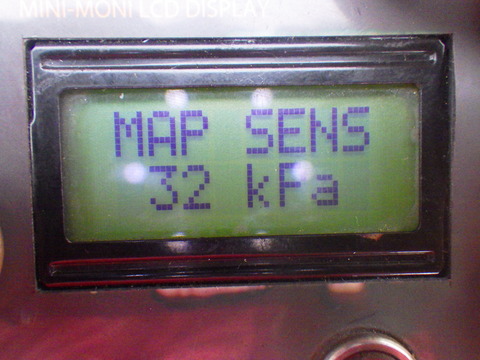 MINI-MONI LCD DISPLAY
MAP SENS
32 kPa